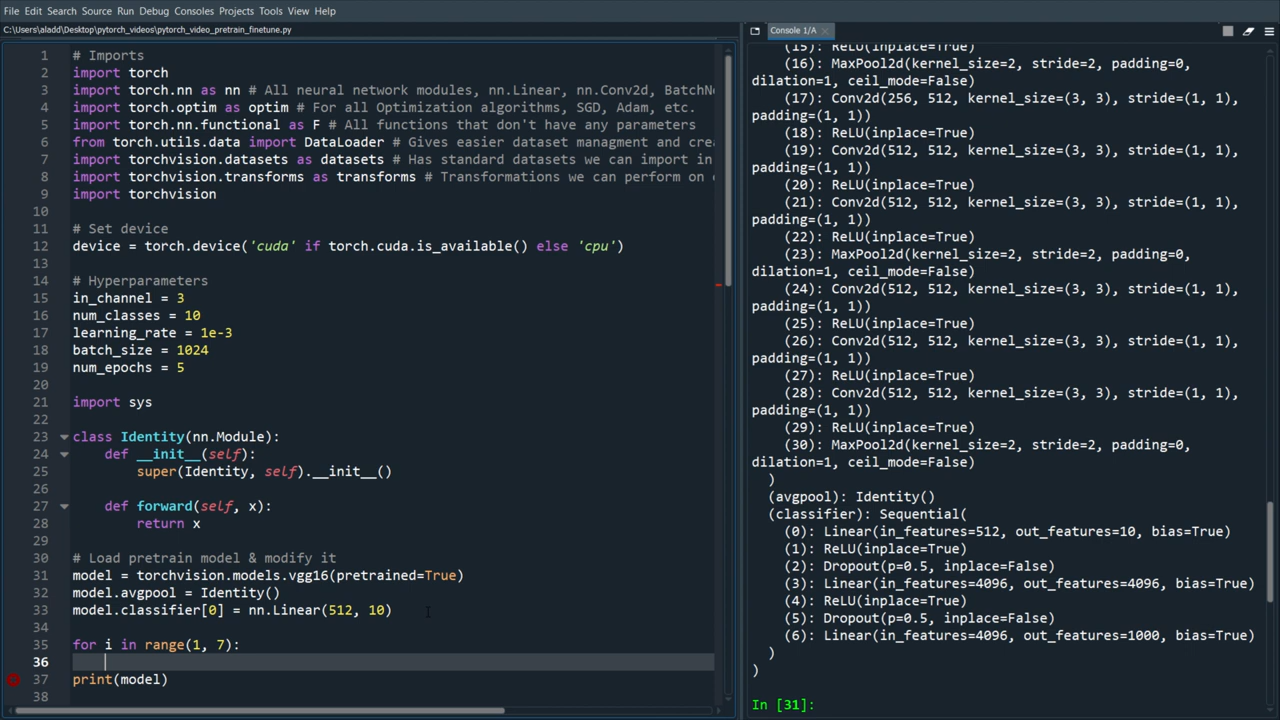 File Edit Search Source Run Debug Consoles Projects Tools View Help
C:\Users\aladd\Desktop\pytorch_videos\pytorch_video_pretrain_finetune.py
1 # Imports
2 import torch
3 import torch.nn as nn # All neural network modules, nn.Linear, nn.Conv2d, BatchNo
4 import torch.optim as optim # For all Optimization algorithms, SGD, Adam, etc.
5 import torch.nn.functional as F # All functions that don't have any parameters
6 from torch.utils.data import DataLoader # Gives easier dataset managment and crea
7 import torchvision.datasets as datasets # Has standard datasets we can import in
8 import torchvision.transforms as transforms # Transformations we can perform on
9 import torchvision
10
11 # Set device
12 device = torch.device('cuda' if torch.cuda.is_available() else 'cpu')
13
14 # Hyperparameters
15 in_channel = 3
16 num_classes = 10
17 learning_rate = 1e-3
18 batch_size = 1024
19 num_epochs = 5
20
21 import sys
22
23 class Identity(nn.Module):
24 def __init__(self):
25 super(Identity, self).__init__()
26
27 def forward(self, x):
28 return x
29
30 # Load pretrain model & modify it
31 model = torchvision.models.vgg16(pretrained=True)
32 model.avgpool = Identity()
33 model.classifier[0] = nn.Linear(512, 10)
34
35 for i in range(1, 7):
36
37 print(model)
38
Console 1/A
(15): ReLU(inplace=True)
(16): MaxPool2d(kernel_size=2, stride=2, padding=0,
dilation=1, ceil_mode=False)
(17): Conv2d(256, 512, kernel_size=(3, 3), stride=(1, 1),
padding=(1, 1))
(18): ReLU(inplace=True)
(19): Conv2d(512, 512, kernel_size=(3, 3), stride=(1, 1),
padding=(1, 1))
(20): ReLU(inplace=True)
(21): Conv2d(512, 512, kernel_size=(3, 3), stride=(1, 1),
padding=(1, 1))
(22): ReLU(inplace=True)
(23): MaxPool2d(kernel_size=2, stride=2, padding=0,
dilation=1, ceil_mode=False)
(24): Conv2d(512, 512, kernel_size=(3, 3), stride=(1, 1),
padding=(1, 1))
(25): ReLU(inplace=True)
(26): Conv2d(512, 512, kernel_size=(3, 3), stride=(1, 1),
padding=(1, 1))
(27): ReLU(inplace=True)
(28): Conv2d(512, 512, kernel_size=(3, 3), stride=(1, 1),
padding=(1, 1))
(29): ReLU(inplace=True)
(30): MaxPool2d(kernel_size=2, stride=2, padding=0,
dilation=1, ceil_mode=False)
)
(avgpool): Identity()
(classifier): Sequential(
(0): Linear(in_features=512, out_features=10, bias=True)
(1): ReLU(inplace=True)
(2): Dropout(p=0.5, inplace=False)
(3): Linear(in_features=4096, out_features=4096, bias=True)
(4): ReLU(inplace=True)
(5): Dropout(p=0.5, inplace=False)
(6): Linear(in_features=4096, out_features=1000, bias=True)
)
)
In [31]: